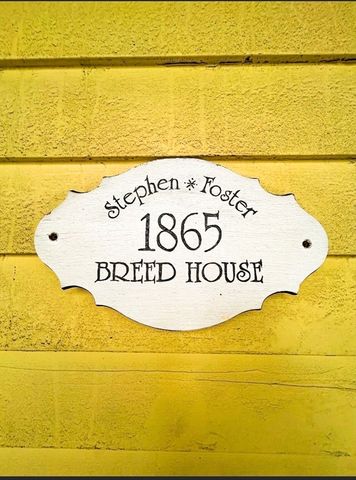 Stephen * Foster
1865
BREED HOUSE